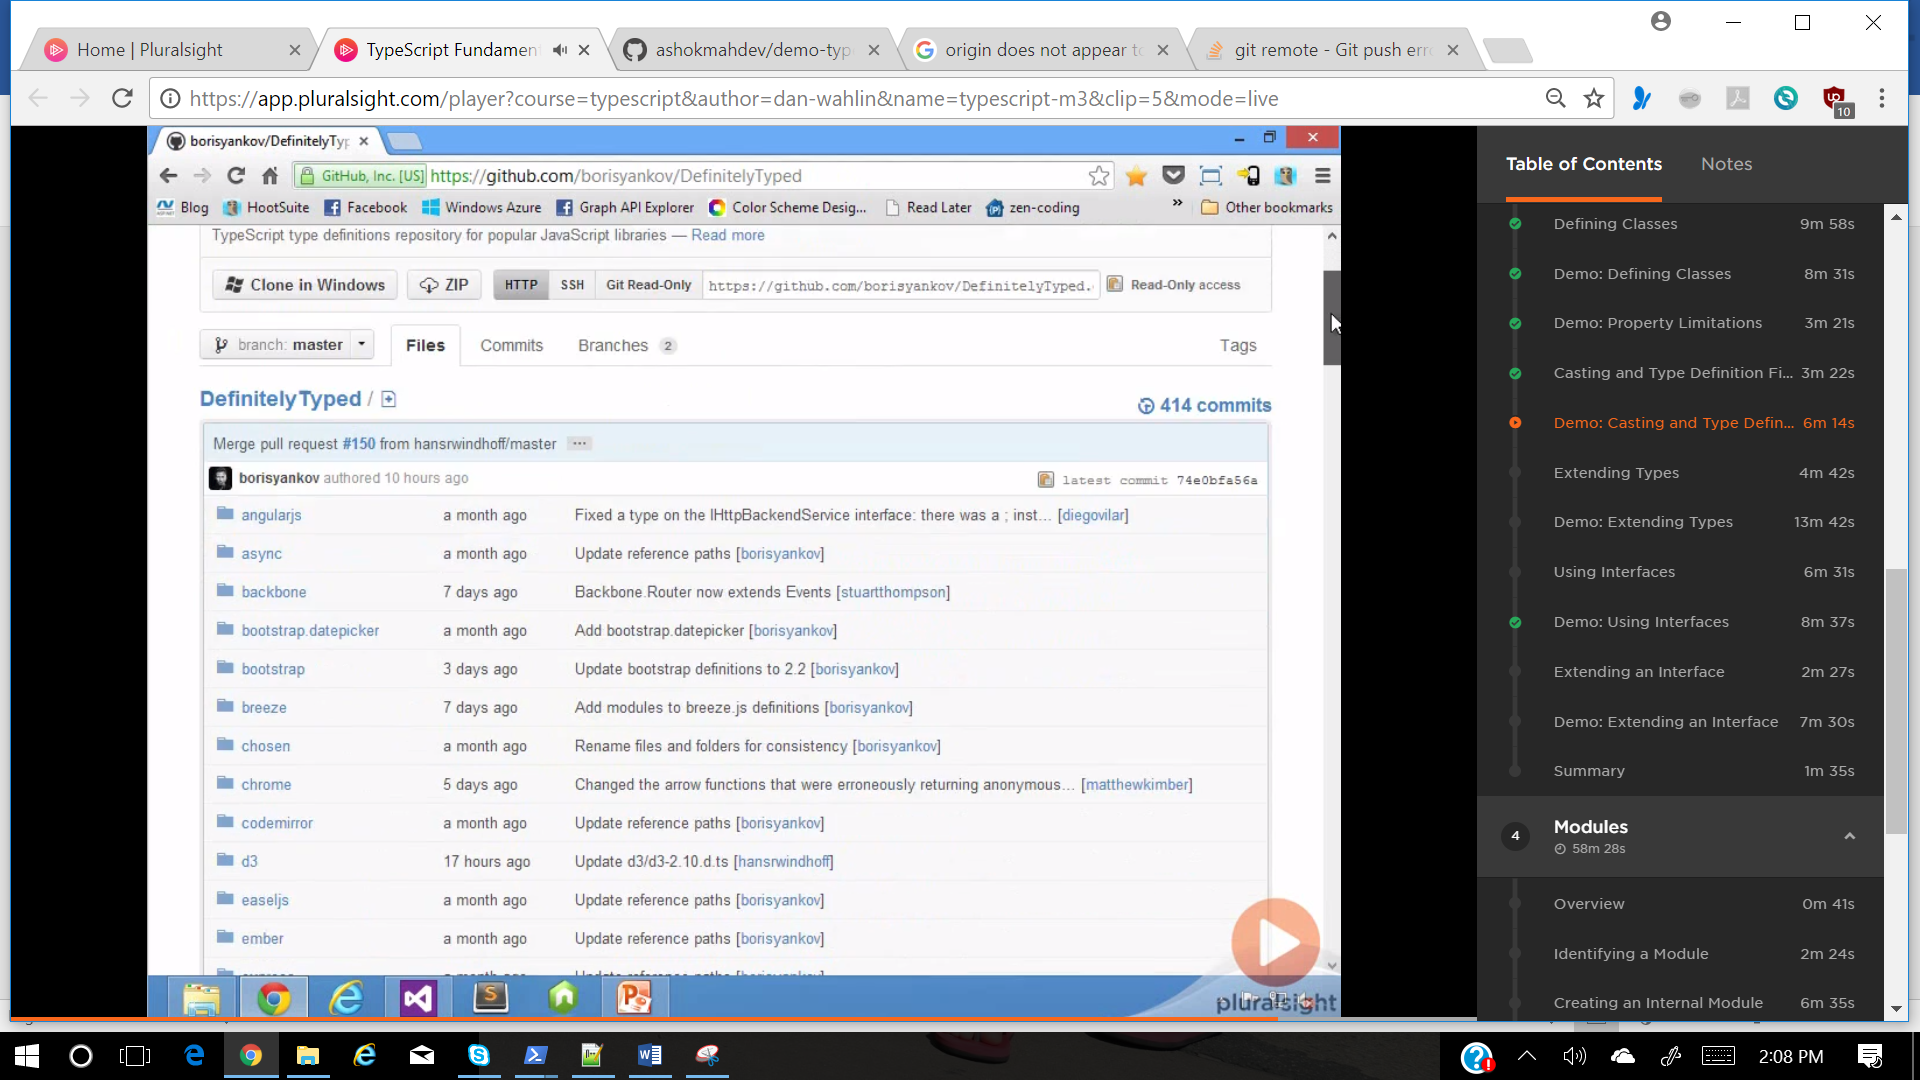 Home | Pluralsight
TypeScript Fundamen
ashokmahdev/demo-typ
origin does not appear to
git remote - Git push erro
https://app.pluralsight.com/player?course=typescript&author=dan-wahlin&name=typescript-m3&clip=5&mode=live
10
borisyankov/DefinitelyTyp
GitHub, Inc. [US] https://github.com/borisyankov/DefinitelyTyped
Blog HootSuite Facebook Windows Azure Graph API Explorer Color Scheme Desig... Read Later zen-coding » Other bookmarks
TypeScript type definitions repository for popular JavaScript libraries — Read more
Clone in Windows ZIP HTTP SSH Git Read-Only https://github.com/borisyankov/DefinitelyTyped. Read-Only access
branch: master Files Commits Branches 2 Tags
DefinitelyTyped / 414 commits
Merge pull request #150 from hansrwindhoff/master ...
borisyankov authored 10 hours ago latest commit 74e0bfa56a
angularjs a month ago Fixed a type on the IHttpBackendService interface: there was a ; inst... [diegovilar]
async a month ago Update reference paths [borisyankov]
backbone 7 days ago Backbone.Router now extends Events [stuartthompson]
bootstrap.datepicker a month ago Add bootstrap.datepicker [borisyankov]
bootstrap 3 days ago Update bootstrap definitions to 2.2 [borisyankov]
breeze 7 days ago Add modules to breeze.js definitions [borisyankov]
chosen a month ago Rename files and folders for consistency [borisyankov]
chrome 5 days ago Changed the arrow functions that were erroneously returning anonymous... [matthewkimber]
codemirror a month ago Update reference paths [borisyankov]
d3 17 hours ago Update d3/d3-2.10.d.ts [hansrwindhoff]
easeljs a month ago Update reference paths [borisyankov]
ember a month ago Update reference paths [borisyankov]
pluralsight
Table of Contents Notes
Defining Classes 9m 58s
Demo: Defining Classes 8m 31s
Demo: Property Limitations 3m 21s
Casting and Type Definition Fi... 3m 22s
Demo: Casting and Type Defin... 6m 14s
Extending Types 4m 42s
Demo: Extending Types 13m 42s
Using Interfaces 6m 31s
Demo: Using Interfaces 8m 37s
Extending an Interface 2m 27s
Demo: Extending an Interface 7m 30s
Summary 1m 35s
4 Modules
58m 28s
Overview 0m 41s
Identifying a Module 2m 24s
Creating an Internal Module 6m 35s
2:08 PM